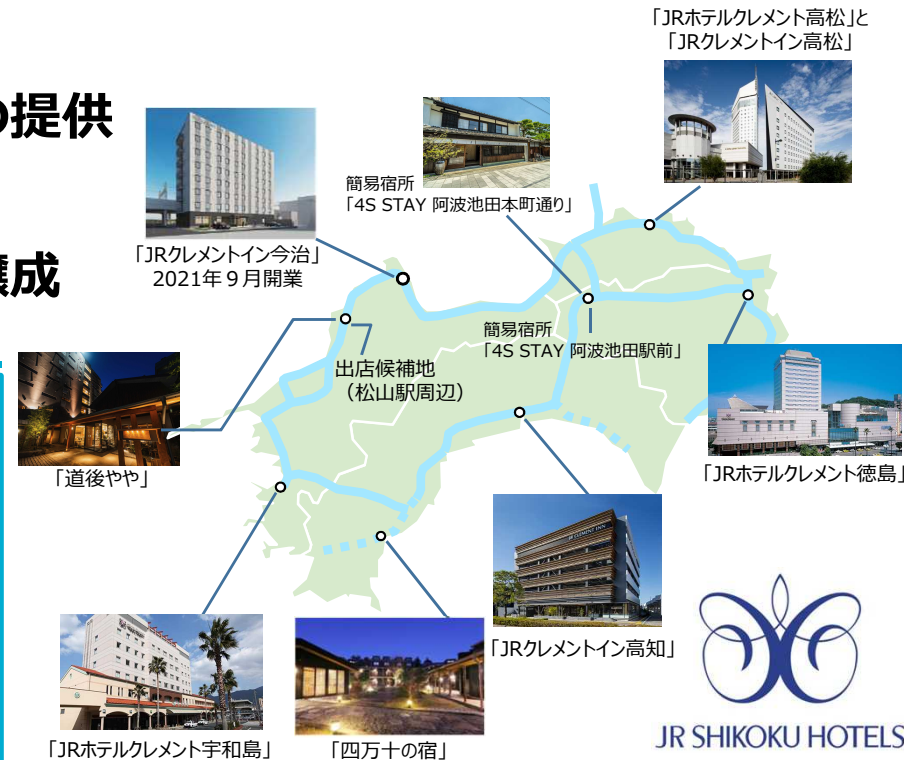 の提供
成
「JRホテルクレメント高松」と
「JRクレメントイン高松」
簡易宿所
「4S STAY 阿波池田本町通り」
「JRクレメントイン今治」
2021年９月開業
簡易宿所
「4S STAY 阿波池田駅前」
出店候補地
（松山駅周辺）
「道後やや」
「JRホテルクレメント徳島」
「JRクレメントイン高知」
「JRホテルクレメント宇和島」
「四万十の宿」
JR SHIKOKU HOTELS